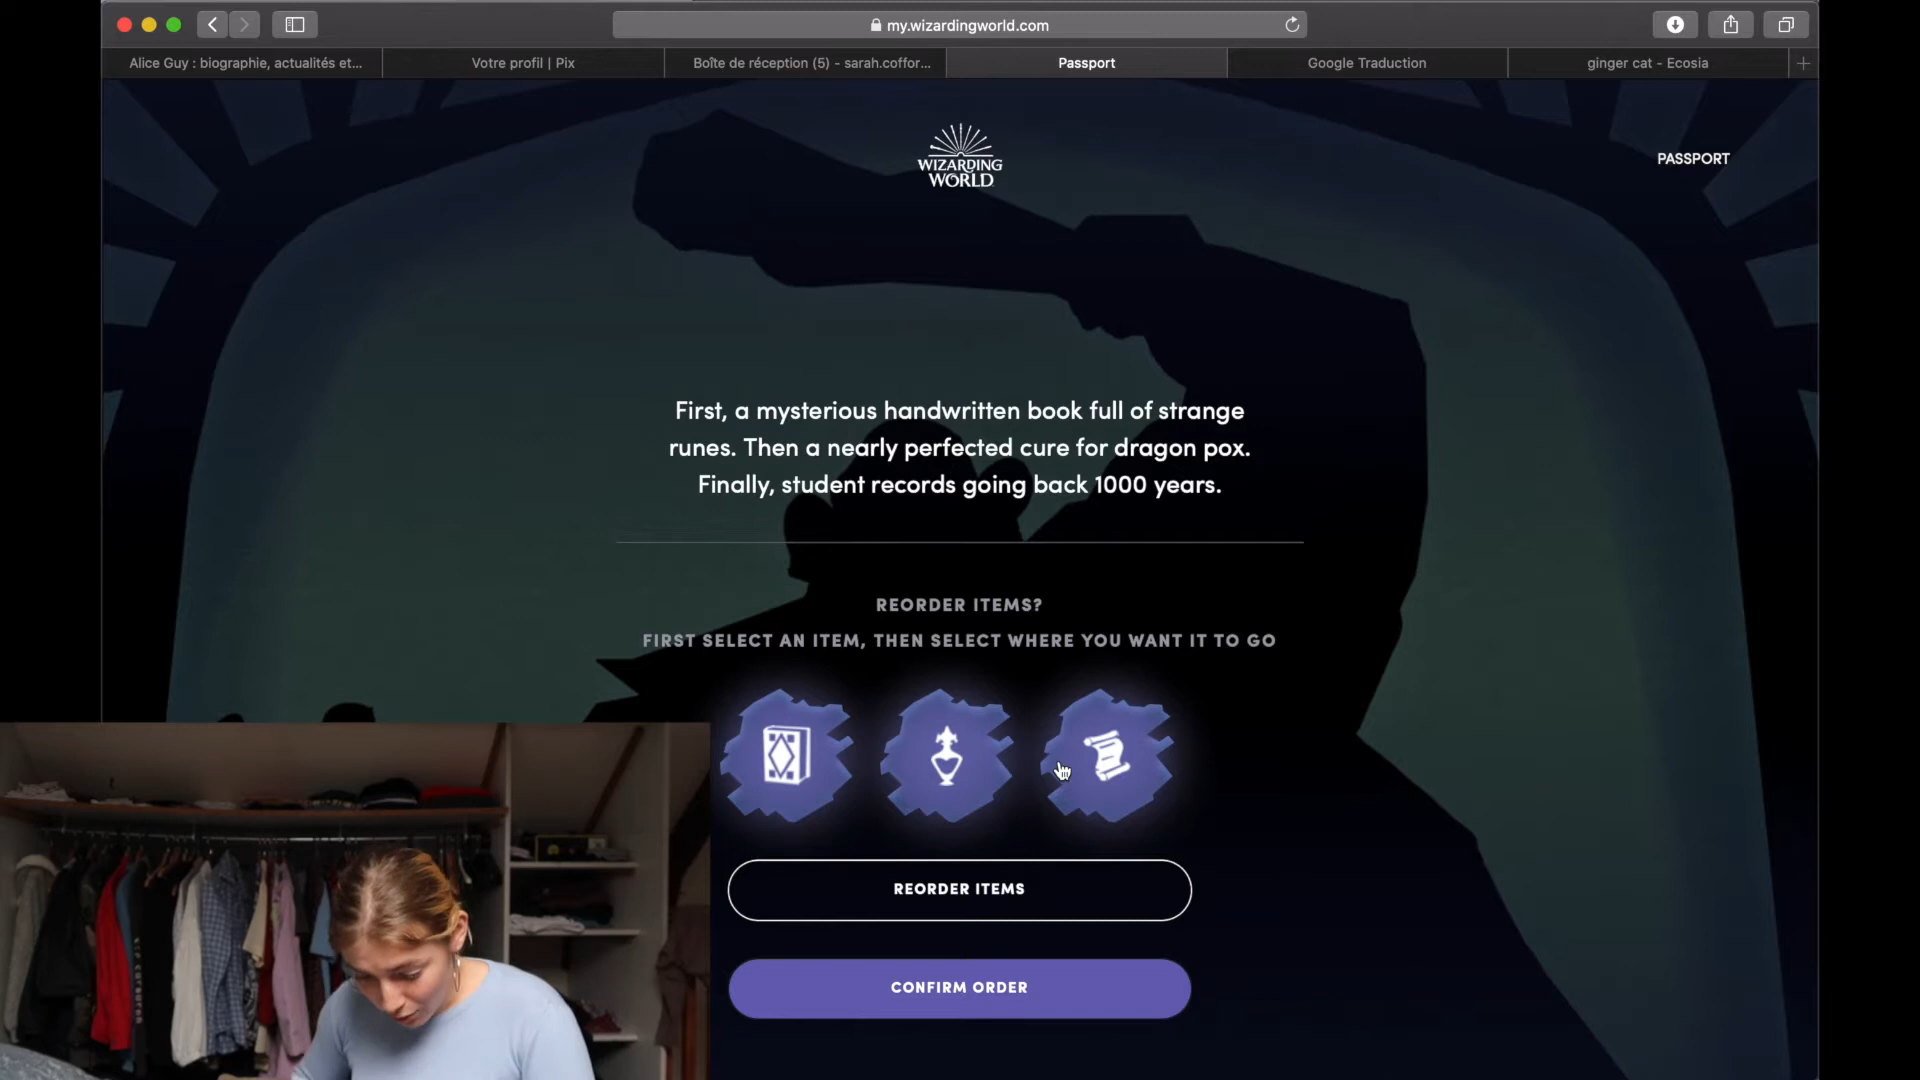 my.wizardingworld.com
Alice Guy : biographie, actualités et...
Votre profil | Pix
Boîte de réception (5) - sarah.coffor...
Passport
Google Traduction
ginger cat - Ecosia
WIZARDING
WORLD
PASSPORT
First, a mysterious handwritten book full of strange
runes. Then a nearly perfected cure for dragon pox.
Finally, student records going back 1000 years.
REORDER ITEMS?
FIRST SELECT AN ITEM, THEN SELECT WHERE YOU WANT IT TO GO
REORDER ITEMS
CONFIRM ORDER